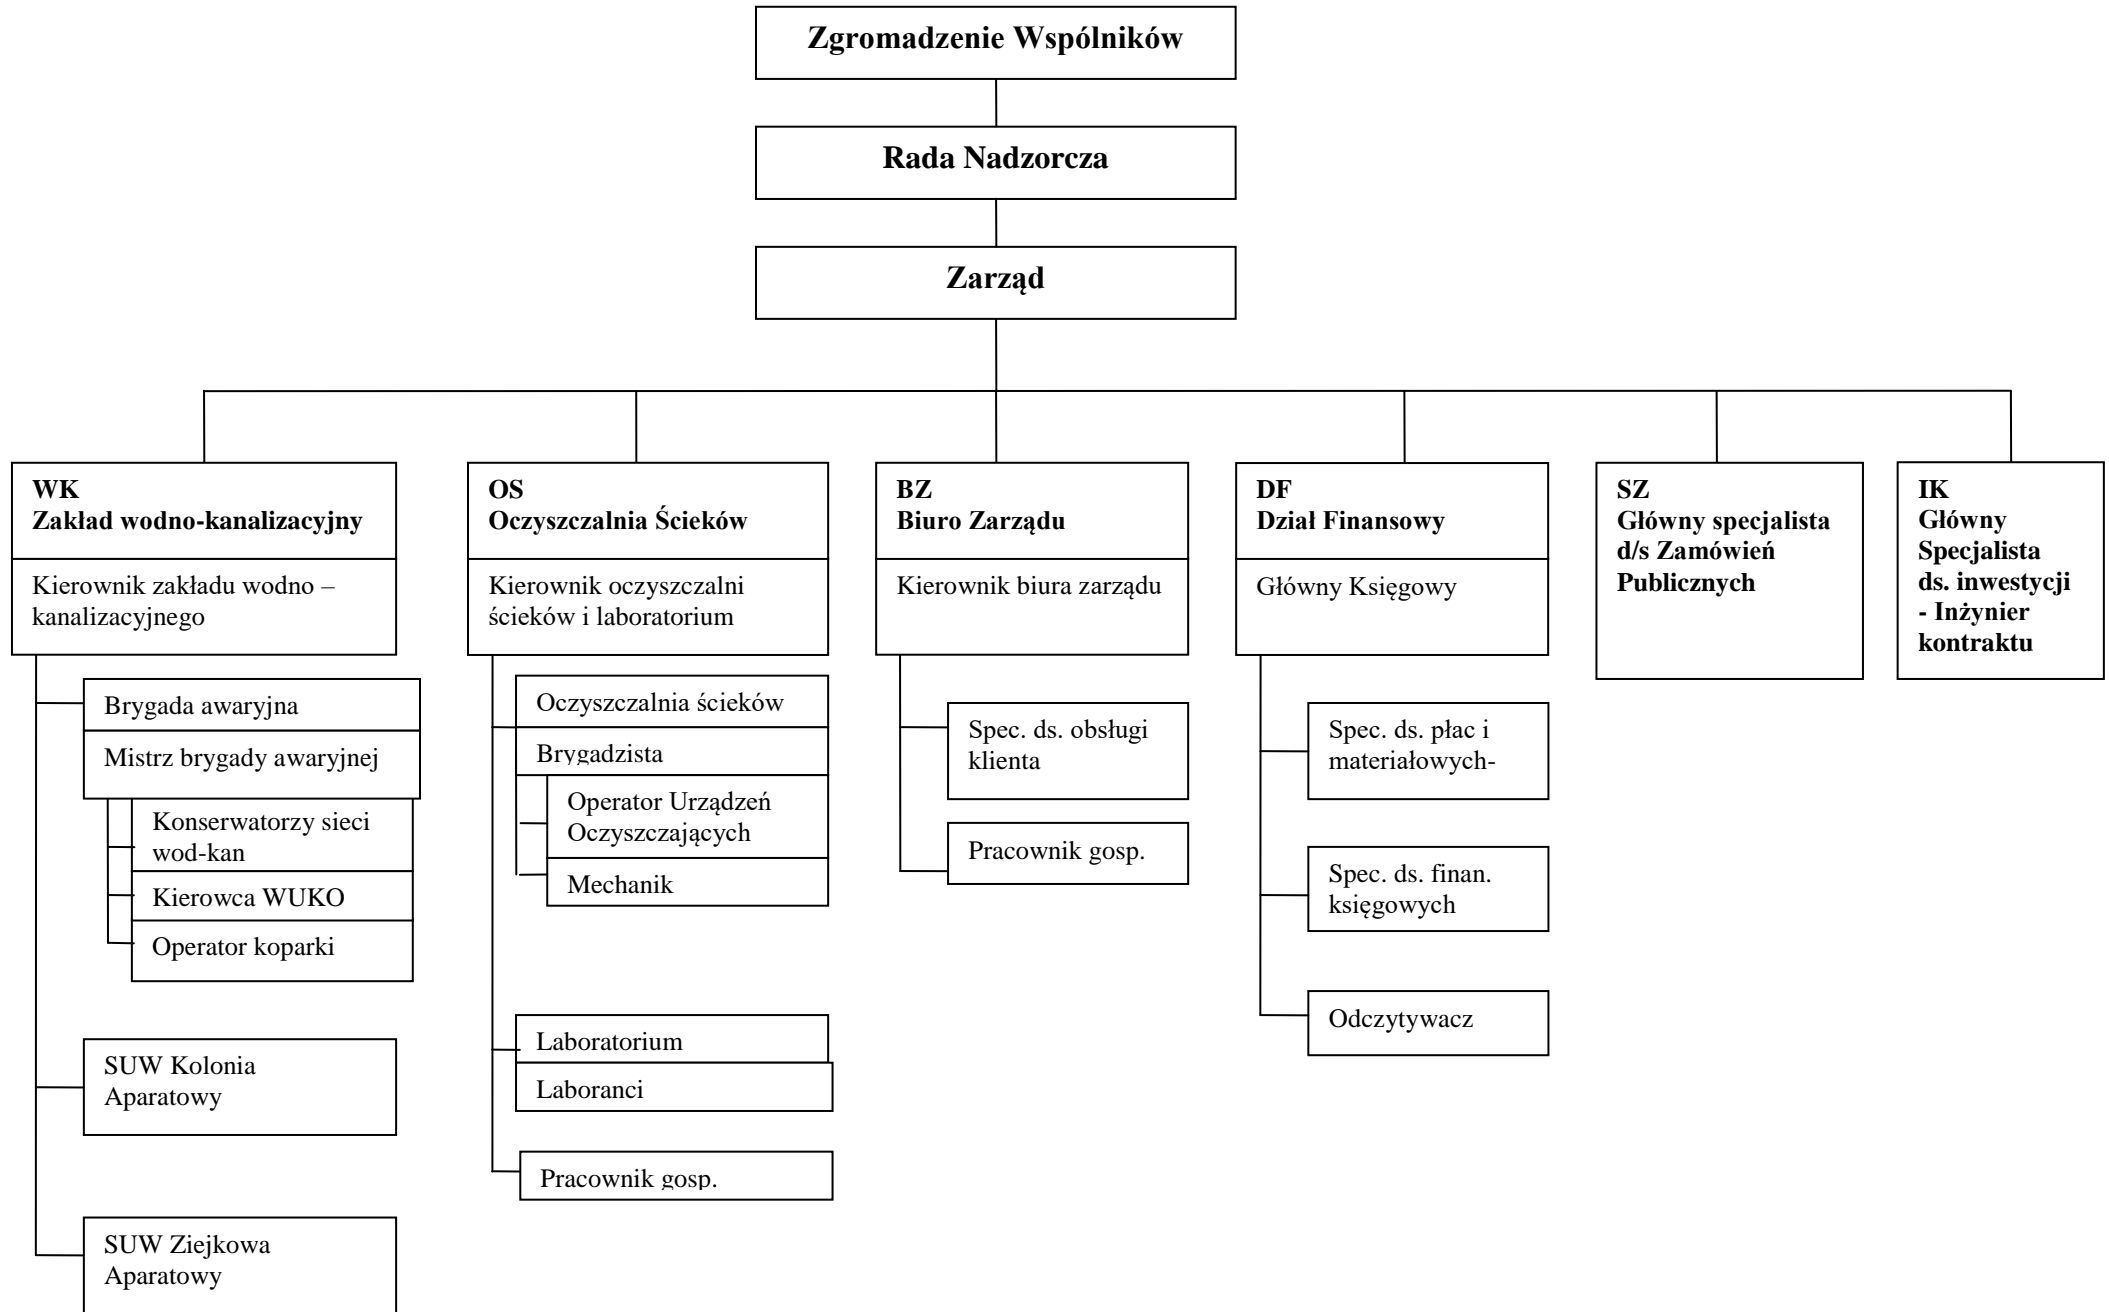 Zgromadzenie Wspólników
Rada Nadzorcza
Zarząd
WK
Zakład wodno-kanalizacyjny
Kierownik zakładu wodno –
kanalizacyjnego
Brygada awaryjna
Mistrz brygady awaryjnej
Konserwatorzy sieci
wod-kan
Kierowca WUKO
Operator koparki
SUW Kolonia
Aparatowy
SUW Ziejkowa
Aparatowy
OS
Oczyszczalnia Ścieków
Kierownik oczyszczalni
ścieków i laboratorium
Oczyszczalnia ścieków
Brygadzista
Operator Urządzeń
Oczyszczających
Mechanik
Laboratorium
Laboranci
Pracownik gosp.
BZ
Biuro Zarządu
Kierownik biura zarządu
Spec. ds. obsługi
klienta
Pracownik gosp.
DF
Dział Finansowy
Główny Księgowy
Spec. ds. płac i
materiałowych-
Spec. ds. finan.
księgowych
Odczytywacz
SZ
Główny specjalista
d/s Zamówień
Publicznych
IK
Główny
Specjalista
ds. inwestycji
- Inżynier
kontraktu